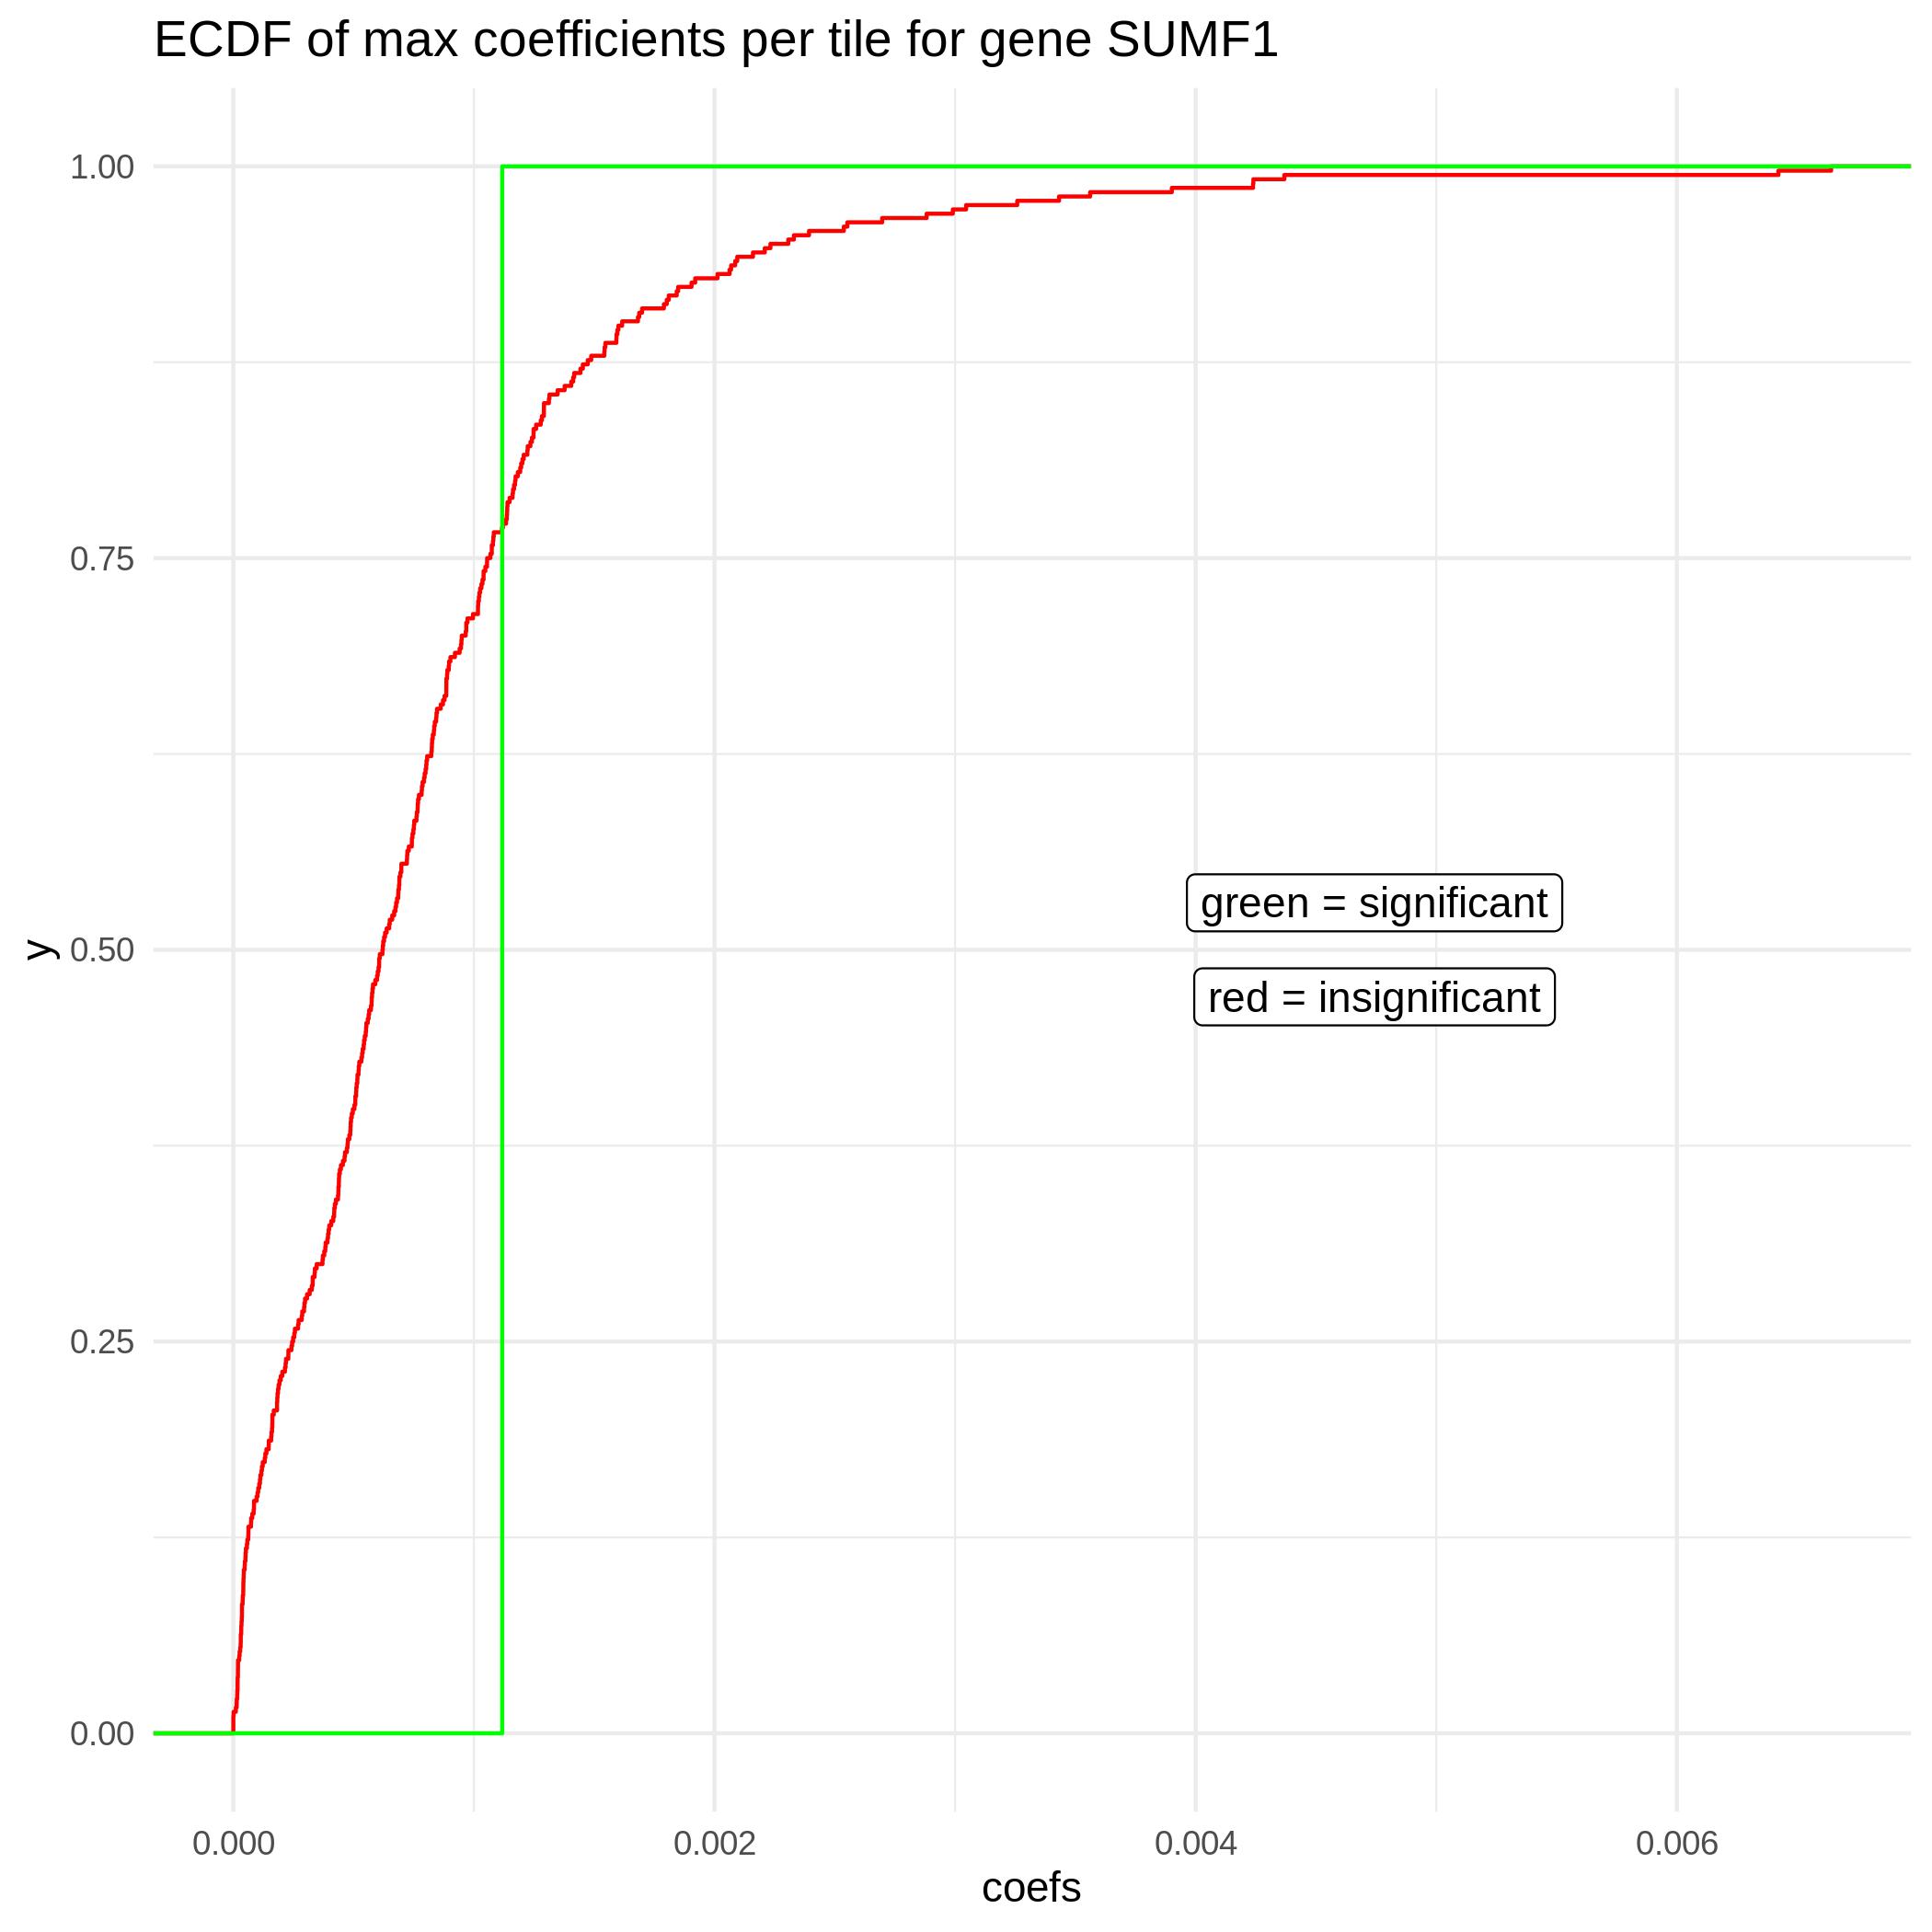 ECDF of max coefficients per tile for gene SUMF1
1.00
0.75
0.50
0.25
0.00
y
green = significant
red = insignificant
0.000
0.002
0.004
0.006
coefs